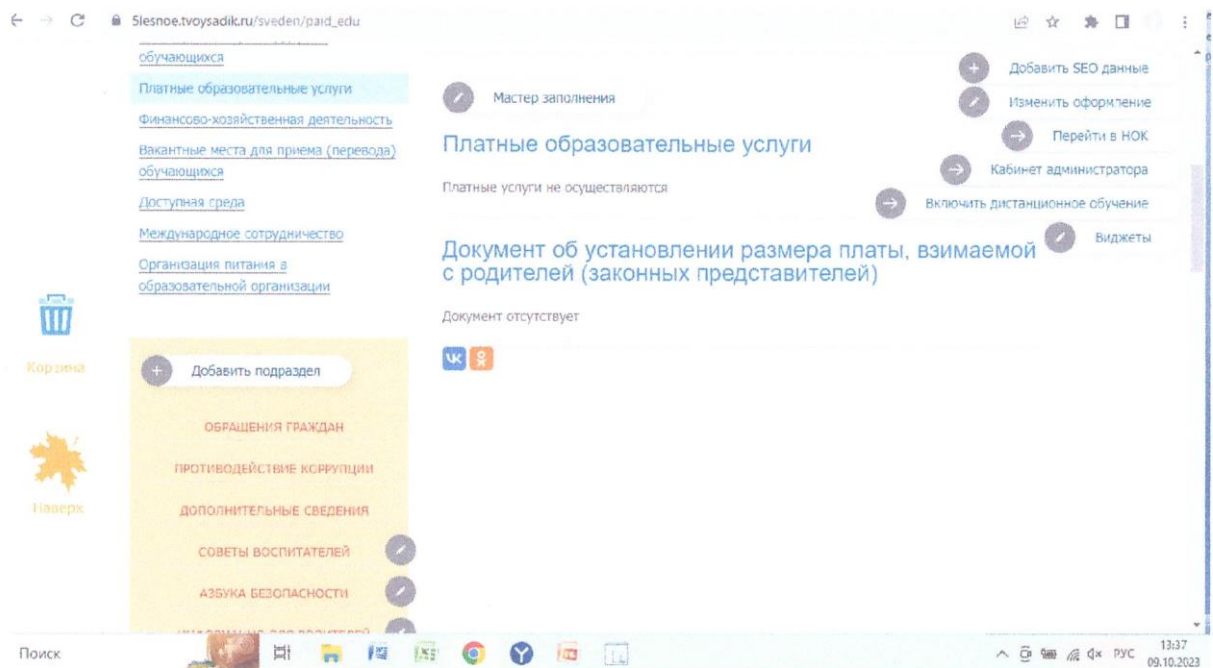 5lesnoe.tvoysadik.ru/sveden/paid_edu
обучающихся
Платные образовательные услуги
Финансово-хозяйственная деятельность
Вакантные места для приема (перевода)
обучающихся
Доступная среда
Международное сотрудничество
Организация питания в
образовательной организации
Корзина
Наверх
Добавить подраздел
ОБРАЩЕНИЯ ГРАЖДАН
ПРОТИВОДЕЙСТВИЕ КОРРУПЦИИ
ДОПОЛНИТЕЛЬНЫЕ СВЕДЕНИЯ
СОВЕТЫ ВОСПИТАТЕЛЕЙ
АЗБУКА БЕЗОПАСНОСТИ
Мастер заполнения
Платные образовательные услуги
Платные услуги не осуществляются
Документ об установлении размера платы, взимаемой
с родителей (законных представителей)
Документ отсутствует
Добавить SEO данные
Изменить оформление
Перейти в НОК
Кабинет администратора
Включить дистанционное обучение
Виджеты
Поиск
РУС
13:37
09.10.2023